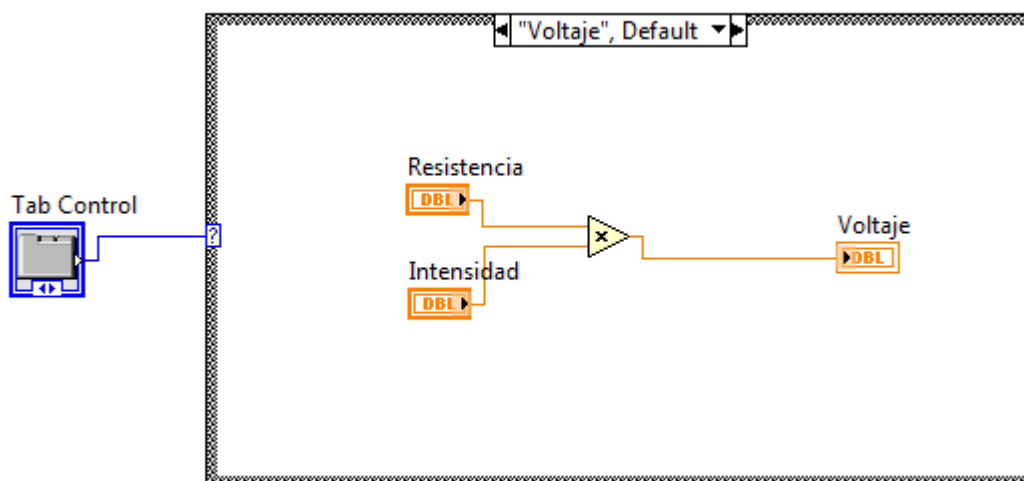 "Voltaje", Default
Resistencia
DBL
Tab Control
?
Voltaje
DBL
Intensidad
DBL